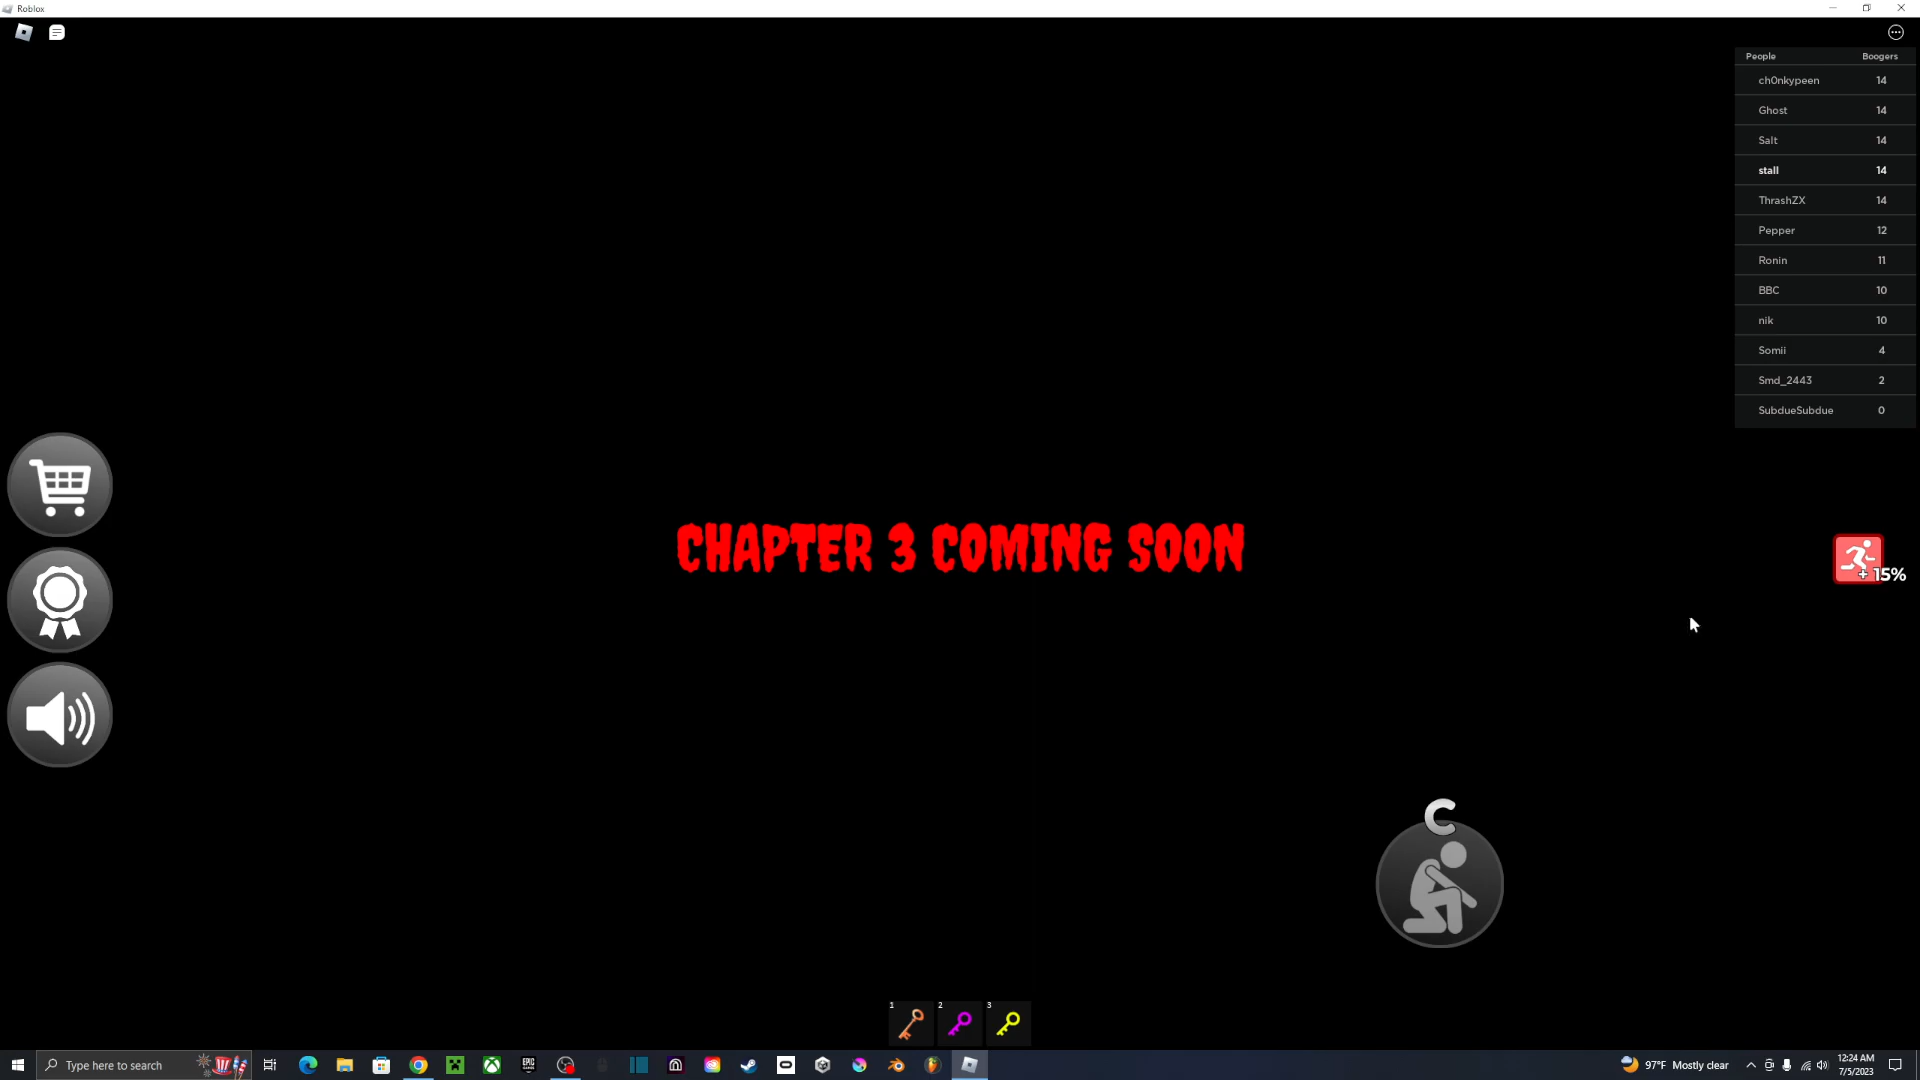 Roblox
People Boogers
ch0nkypeen 14
Ghost 14
Salt 14
stall 14
ThrashZX 14
Pepper 12
Ronin 11
BBC 10
nik 10
Somii 4
Smd_2443 2
SubdueSubdue 0
CHAPTER 3 COMING SOON
+ 15%
C
1 2 3
Type here to search
EPIC GAMES
97°F Mostly clear
12:24 AM
7/5/2023